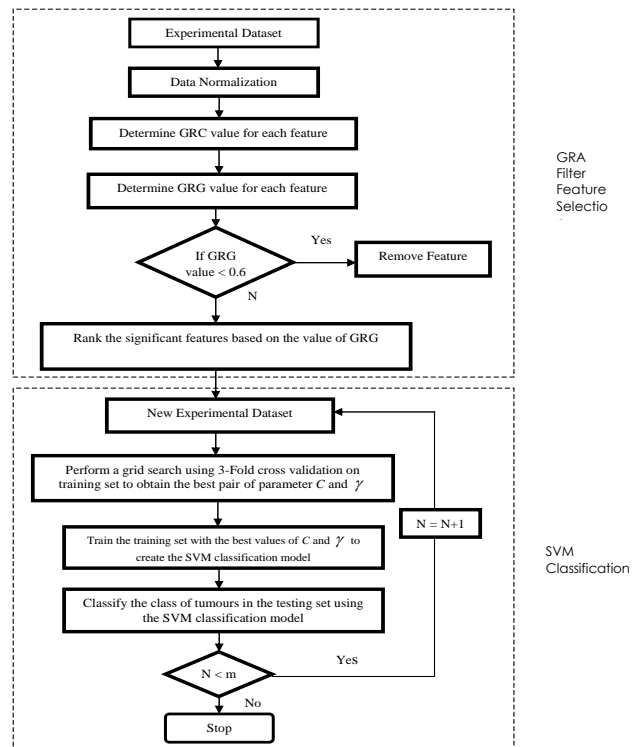 Experimental Dataset
Data Normalization
Determine GRC value for each feature
Determine GRG value for each feature
If GRG
value < 0.6
Yes
Remove Feature
N
Rank the significant features based on the value of GRG
GRA
Filter
Feature
Selectio
New Experimental Dataset
Perform a grid search using 3-Fold cross validation on
training set to obtain the best pair of parameter C and γ
N = N+1
Train the training set with the best values of C and γ to
create the SVM classification model
Classify the class of tumours in the testing set using
the SVM classification model
N < m
Yes
No
Stop
SVM
Classification